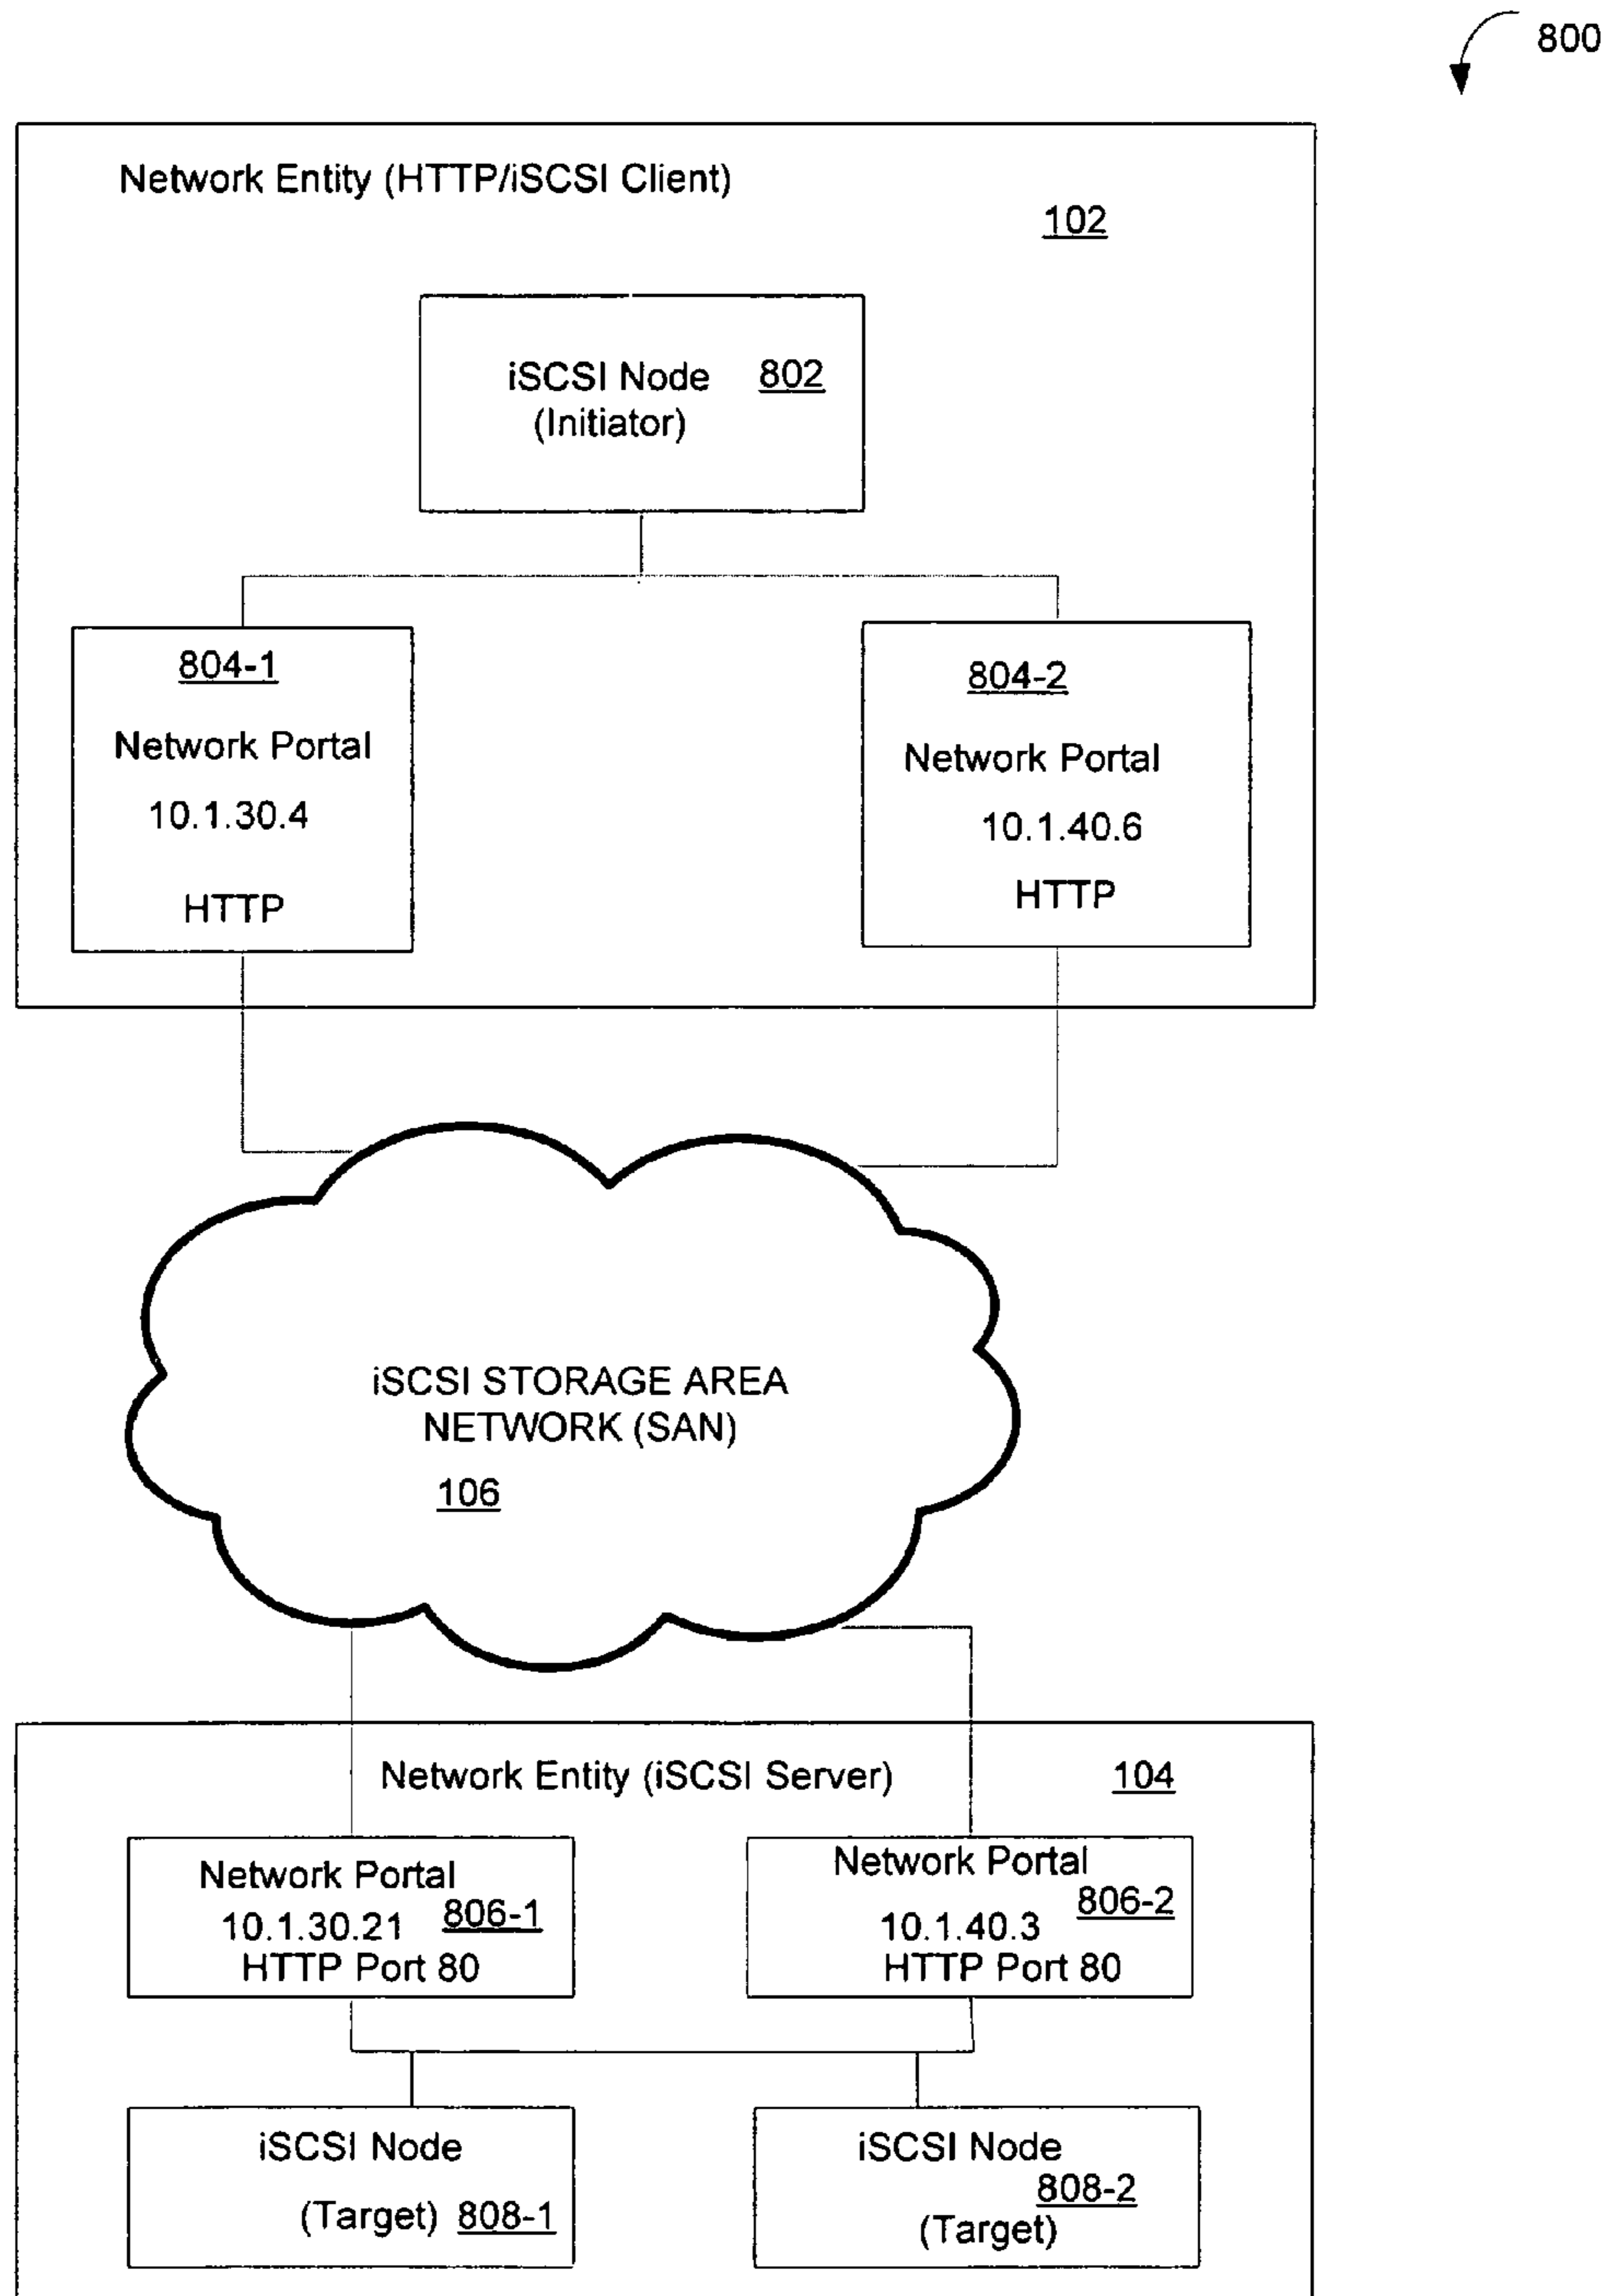 800
Network Entity (HTTP/iSCSI Client)
102
iSCSI Node 802
(Initiator)
804-1
Network Portal
10.1.30.4
HTTP
804-2
Network Portal
10.1.40.6
HTTP
iSCSI STORAGE AREA
NETWORK (SAN)
106
Network Entity (iSCSI Server) 104
Network Portal
10.1.30.21 806-1
HTTP Port 80
Network Portal
10.1.40.3 806-2
HTTP Port 80
iSCSI Node
(Target) 808-1
iSCSI Node
808-2
(Target)